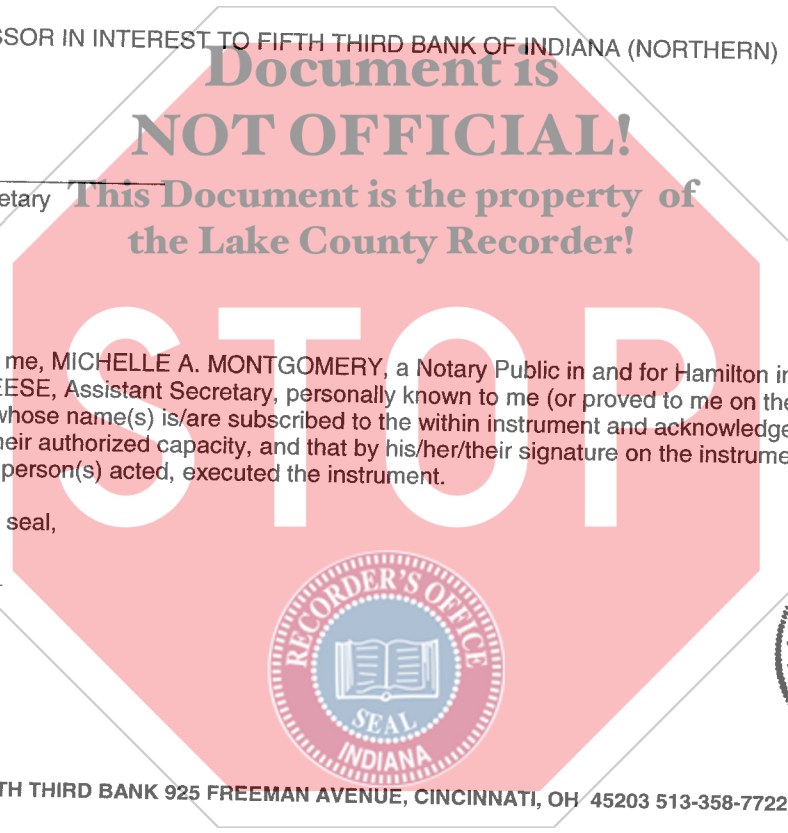 SSOR IN INTEREST TO FIFTH THIRD BANK OF INDIANA (NORTHERN)
Document is
NOT OFFICIAL!
etary
This Document is the property of
the Lake County Recorder!
STOP
me, MICHELLE A. MONTGOMERY, a Notary Public in and for Hamilton in
EESE, Assistant Secretary, personally known to me (or proved to me on the
whose name(s) is/are subscribed to the within instrument and acknowledge
heir authorized capacity, and that by his/her/their signature on the instrume
person(s) acted, executed the instrument.
seal,
RECORDER'S OFFICE
SEAL
INDIANA
TH THIRD BANK 925 FREEMAN AVENUE, CINCINNATI, OH 45203 513-358-7722